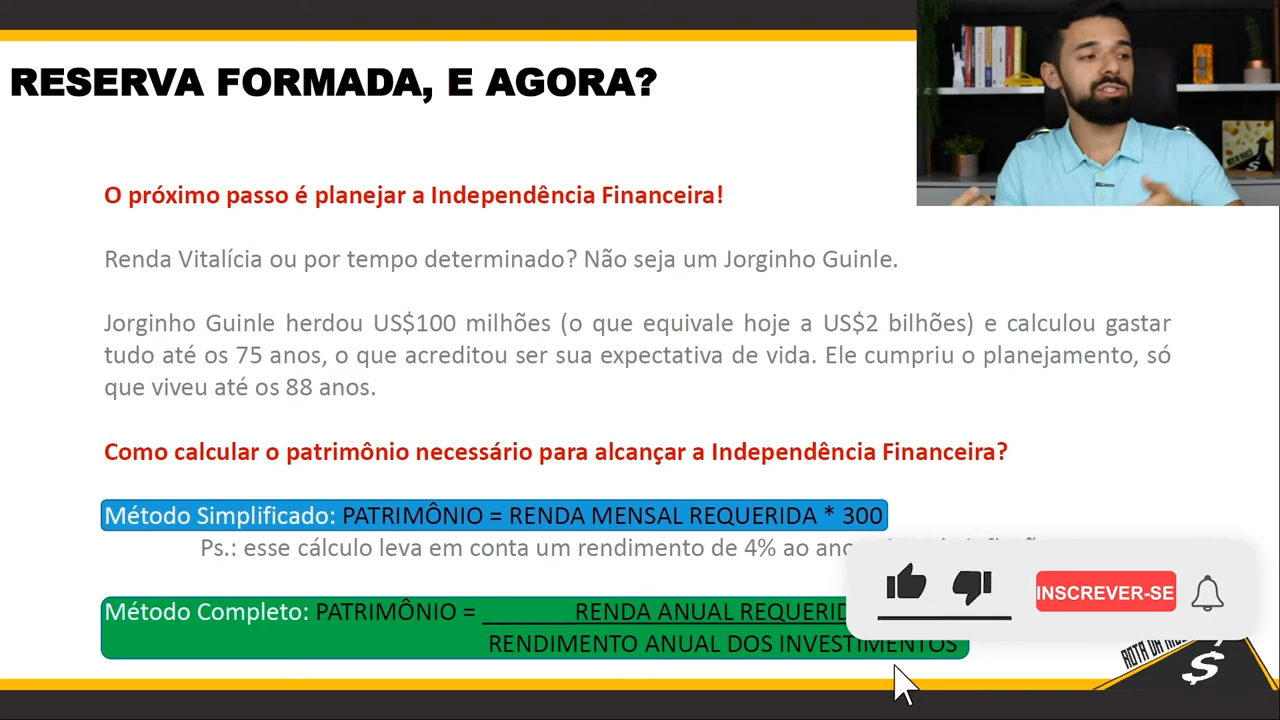 RESERVA FORMADA, E AGORA?
O próximo passo é planejar a Independência Financeira!
Renda Vitalícia ou por tempo determinado? Não seja um Jorginho Guinle.
Jorginho Guinle herdou US$100 milhões (o que equivale hoje a US$2 bilhões) e calculou gastar
tudo até os 75 anos, o que acreditou ser sua expectativa de vida. Ele cumpriu o planejamento, só
que viveu até os 88 anos.
Como calcular o patrimônio necessário para alcançar a Independência Financeira?
Método Simplificado: PATRIMÔNIO = RENDA MENSAL REQUERIDA * 300
Ps.: esse cálculo leva em conta um rendimento de 4% ao ano
INSCREVER-SE
Método Completo: PATRIMÔNIO = RENDA ANUAL
RENDIMENTO ANUAL DOS INVESTIMENTOS
ROTA DA
$